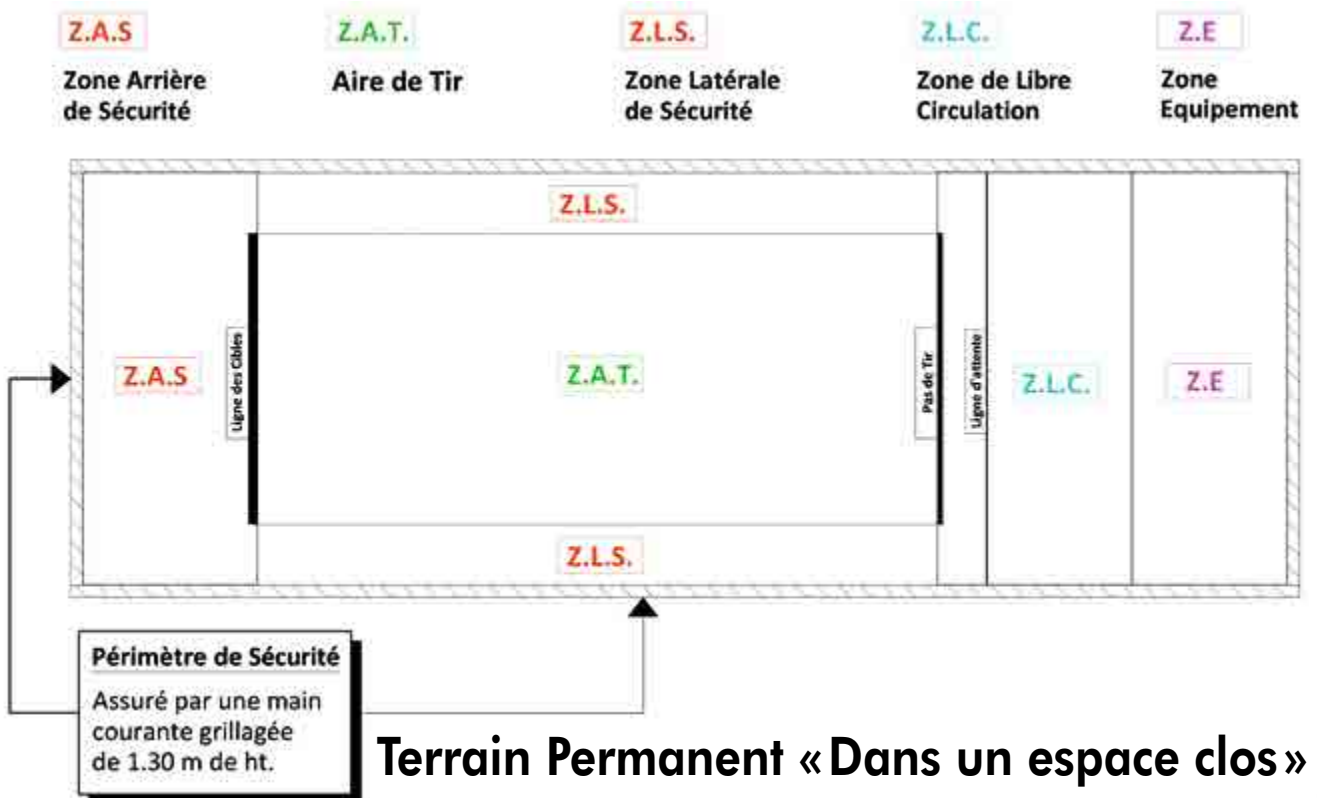 Z.A.S
Z.A.T.
Z.L.S.
Z.L.C.
Z.E
Zone Arrière
de Sécurité
Aire de Tir
Zone Latérale
de Sécurité
Zone de Libre
Circulation
Zone
Equipement
Z.L.S.
Z.A.S
Ligne des Cibles
Z.A.T.
Pas de Tir
Ligne d'attente
Z.L.C.
Z.E
Z.L.S.
Périmètre de Sécurité
Assuré par une main
courante grillagée
de 1.30 m de ht.
Terrain Permanent «Dans un espace clos»